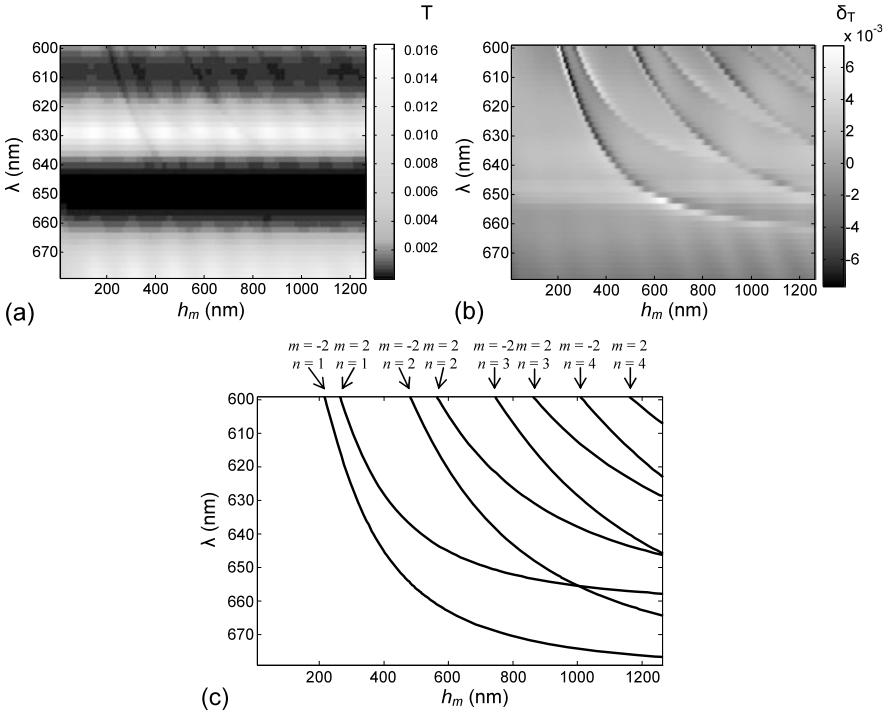 T
0.016
0.014
0.012
0.010
0.008
0.006
0.004
0.002
600
610
620
630
640
650
660
670
λ (nm)
200 400 600 800 1000 1200
hm (nm)
(a)
δT
x 10-3
6
4
2
0
-2
-4
-6
600
610
620
630
640
650
660
670
λ (nm)
200 400 600 800 1000 1200
hm (nm)
(b)
m = -2 m = 2 m = -2 m = 2 m = -2 m = 2 m = -2 m = 2
n = 1 n = 1 n = 2 n = 2 n = 3 n = 3 n = 4 n = 4
600
610
620
630
640
650
660
670
λ (nm)
200 400 600 800 1000 1200
hm (nm)
(c)